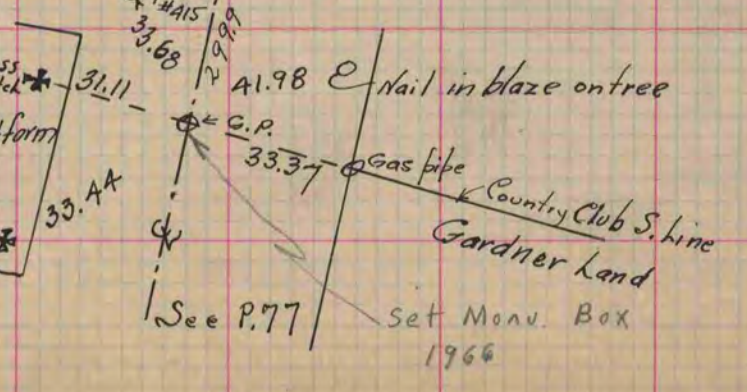 #A15
33.68
299.9
31.11
41.98
Nail in blaze on tree
G.P.
form
33.37
Gas pipe
Country Club S. Line
33.44
Gardner Land
See P.77
Set Monu. Box
1966